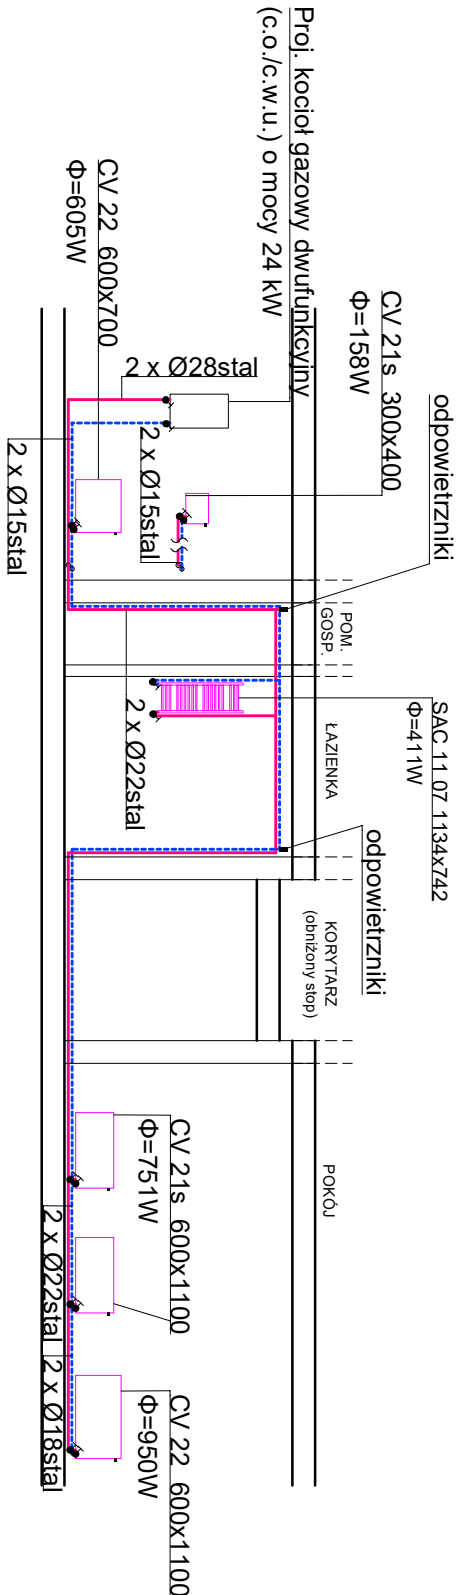 Proj. kocioł gazowy dwufunkcyjny
(c.o./c.w.u.) o mocy 24 kW
CV 21s 300x400
Φ=158W
odpowietrzniki
CV 22 600x700
Φ=605W
2 x Ø28stal
2 x Ø15stal
2 x Ø15stal
POM.
GOSP.
SAC 11 07 1134x742
Φ=411W
ŁAZIENKA
2 x Ø22stal
odpowietrzniki
KORYTARZ
(obniżony stop)
POKÓJ
CV 21s 600x1100
Φ=751W
2 x Ø22stal
2 x Ø18stal
CV 22 600x1100
Φ=950W